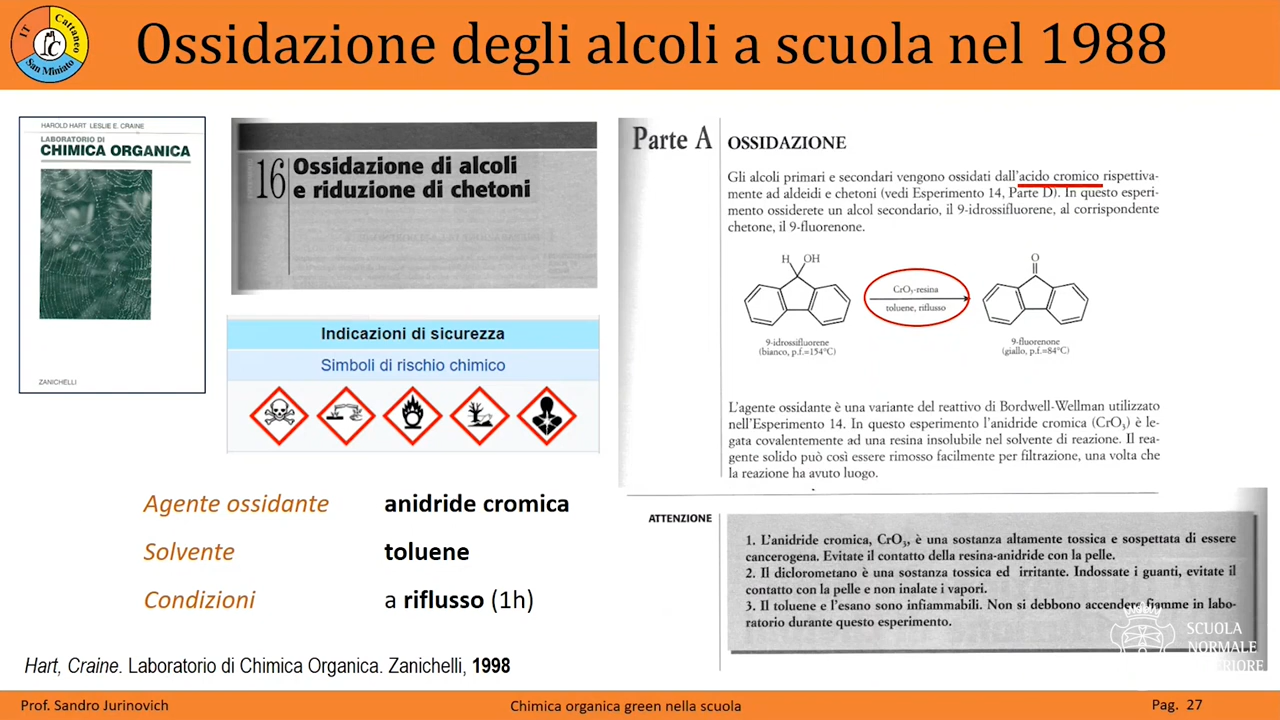 IT
Cattaneo
San Miniato
Ossidazione degli alcoli a scuola nel 1988
HAROLD HART LESLIE E. CRAINE
LABORATORIO DI
CHIMICA ORGANICA
ZANICHELLI
16
Ossidazione di alcoli
e riduzione di chetoni
Indicazioni di sicurezza
Simboli di rischio chimico
Parte A
OSSIDAZIONE
Gli alcoli primari e secondari vengono ossidati dall'acido cromico rispettiva-
mente ad aldeidi e chetoni (vedi Esperimento 14, Parte D). In questo esperi-
mento ossiderete un alcol secondario, il 9-idrossifluorene, al corrispondente
chetone, il 9-fluorenone.
H OH
O
CrO3-resina
toluene, riflusso
9-idrossifluorene
(bianco, p.f.=154°C)
9-fluorenone
(giallo, p.f.=84°C)
L'agente ossidante è una variante del reattivo di Bordwell-Wellman utilizzato
nell'Esperimento 14. In questo esperimento l'anidride cromica (CrO3) è le-
gata covalentemente ad una resina insolubile nel solvente di reazione. Il rea-
gente solido può così essere rimosso facilmente per filtrazione, una volta che
la reazione ha avuto luogo.
ATTENZIONE
1. L'anidride cromica, CrO3, è una sostanza altamente tossica e sospettata di essere
cancerogena. Evitate il contatto della resina-anidride con la pelle.
2. Il diclorometano è una sostanza tossica ed irritante. Indossate i guanti, evitate il
contatto con la pelle e non inalate i vapori.
3. Il toluene e l'esano sono infiammabili. Non si debbono accendere fiamme in labo-
ratorio durante questo esperimento.
Agente ossidante anidride cromica
Solvente toluene
Condizioni a riflusso (1h)
Hart, Craine. Laboratorio di Chimica Organica. Zanichelli, 1998
SCUOLA
NORMALE
SUPERIORE
Prof. Sandro Jurinovich
Chimica organica green nella scuola
Pag. 27